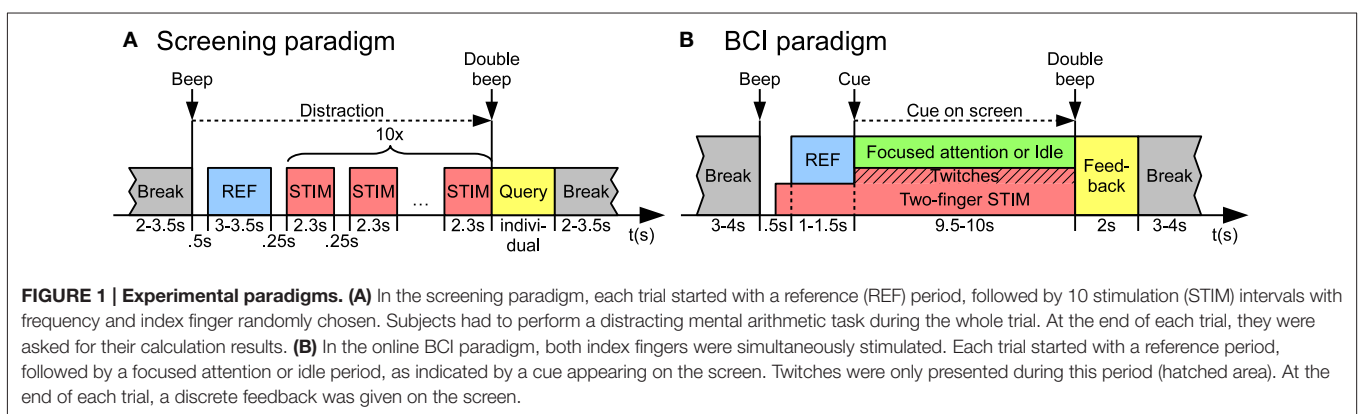 A Screening paradigm
Beep
Double
beep
Distraction
10x
Break
REF
STIM
STIM
...
STIM
Query
Break
2-3.5s
.5s
3-3.5s
.25s
2.3s
.25s
2.3s
2.3s
indivi-
dual
2-3.5s
t(s)
B BCI paradigm
Beep
Cue
Double
beep
Cue on screen
Break
REF
Focused attention or Idle
Twitches
Two-finger STIM
Feed-
back
Break
3-4s
.5s
1-1.5s
9.5-10s
2s
3-4s
t(s)
FIGURE 1 | Experimental paradigms. (A) In the screening paradigm, each trial started with a reference (REF) period, followed by 10 stimulation (STIM) intervals with
frequency and index finger randomly chosen. Subjects had to perform a distracting mental arithmetic task during the whole trial. At the end of each trial, they were
asked for their calculation results. (B) In the online BCI paradigm, both index fingers were simultaneously stimulated. Each trial started with a reference period,
followed by a focused attention or idle period, as indicated by a cue appearing on the screen. Twitches were only presented during this period (hatched area). At the
end of each trial, a discrete feedback was given on the screen.